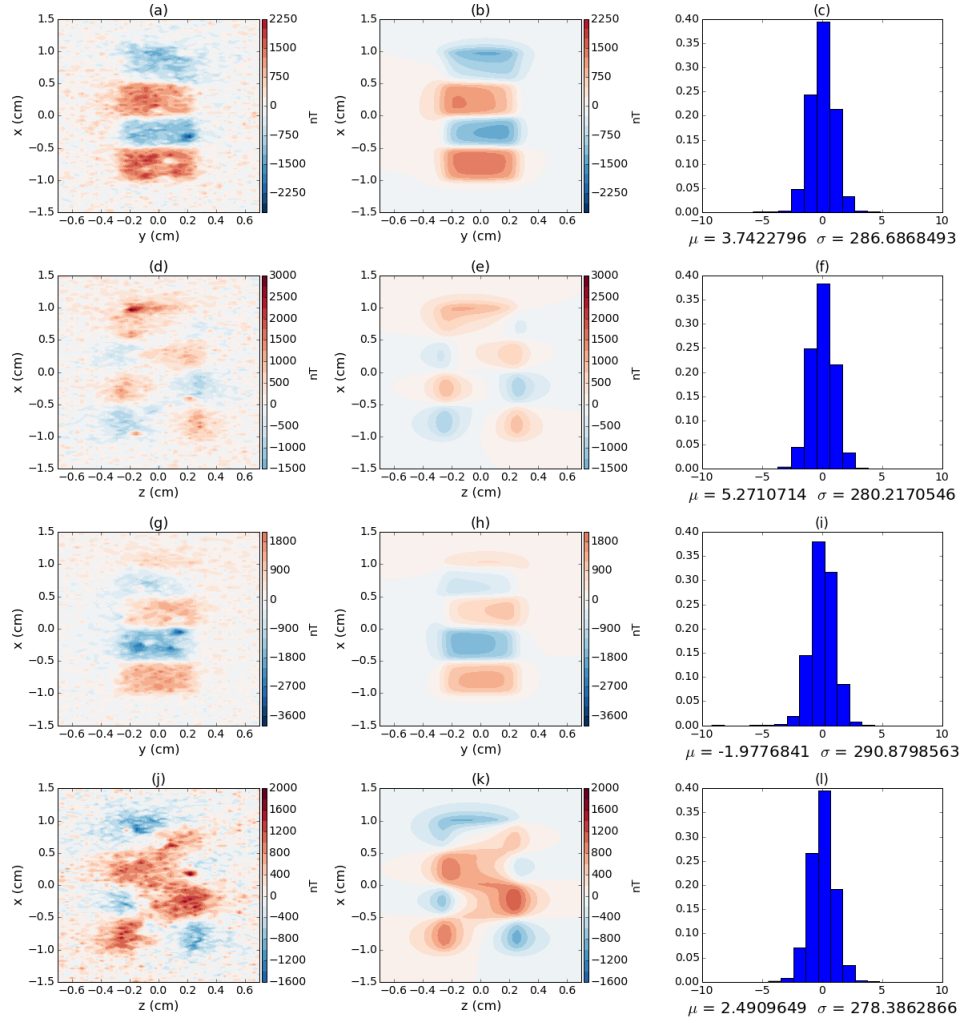 (a) (b) (c)
1.5 2250 1.5 2250 0.40
1.0 1500 1.0 1500 0.35
0.5 750 0.5 750 0.30
0.0 0 0.0 0 0.25
−0.5 −750 −0.5 −750 0.20
−1.0 −1500 −1.0 −1500 0.15
−1.5 −2250 −1.5 −2250 0.10
0.05
0.00
x (cm) nT x (cm) nT
−0.6 −0.4 −0.2 0.0 0.2 0.4 0.6 −0.6 −0.4 −0.2 0.0 0.2 0.4 0.6 −10 −5 0 5 10
y (cm) y (cm) μ = 3.7422796 σ = 286.6868493
(d) (e) (f)
1.5 3000 1.5 3000 0.40
1.0 2500 1.0 2500 0.35
0.5 2000 0.5 2000 0.30
0.0 1500 0.0 1500 0.25
−0.5 1000 −0.5 1000 0.20
−1.0 500 −1.0 500 0.15
−1.5 0 −1.5 0 0.10
−500 −500 0.05
−1000 −1000 0.00
−1500 −1500
x (cm) nT x (cm) nT
−0.6 −0.4 −0.2 0.0 0.2 0.4 0.6 −0.6 −0.4 −0.2 0.0 0.2 0.4 0.6 −10 −5 0 5 10
z (cm) z (cm) μ = 5.2710714 σ = 280.2170546
(g) (h) (i)
1.5 1800 1.5 1800 0.40
1.0 900 1.0 900 0.35
0.5 0 0.5 0 0.30
0.0 −900 0.0 −900 0.25
−0.5 −1800 −0.5 −1800 0.20
−1.0 −2700 −1.0 −2700 0.15
−1.5 −3600 −1.5 −3600 0.10
0.05
0.00
x (cm) nT x (cm) nT
−0.6 −0.4 −0.2 0.0 0.2 0.4 0.6 −0.6 −0.4 −0.2 0.0 0.2 0.4 0.6 −10 −5 0 5 10
y (cm) y (cm) μ = -1.9776841 σ = 290.8798563
(j) (k) (l)
1.5 2000 1.5 2000 0.40
1.0 1600 1.0 1600 0.35
0.5 1200 0.5 1200 0.30
0.0 800 0.0 800 0.25
−0.5 400 −0.5 400 0.20
−1.0 0 −1.0 0 0.15
−1.5 −400 −1.5 −400 0.10
−800 −800 0.05
−1200 −1200 0.00
−1600 −1600
x (cm) nT x (cm) nT
−0.6 −0.4 −0.2 0.0 0.2 0.4 0.6 −0.6 −0.4 −0.2 0.0 0.2 0.4 0.6 −10 −5 0 5 10
z (cm) z (cm) μ = 2.4909649 σ = 278.3862866